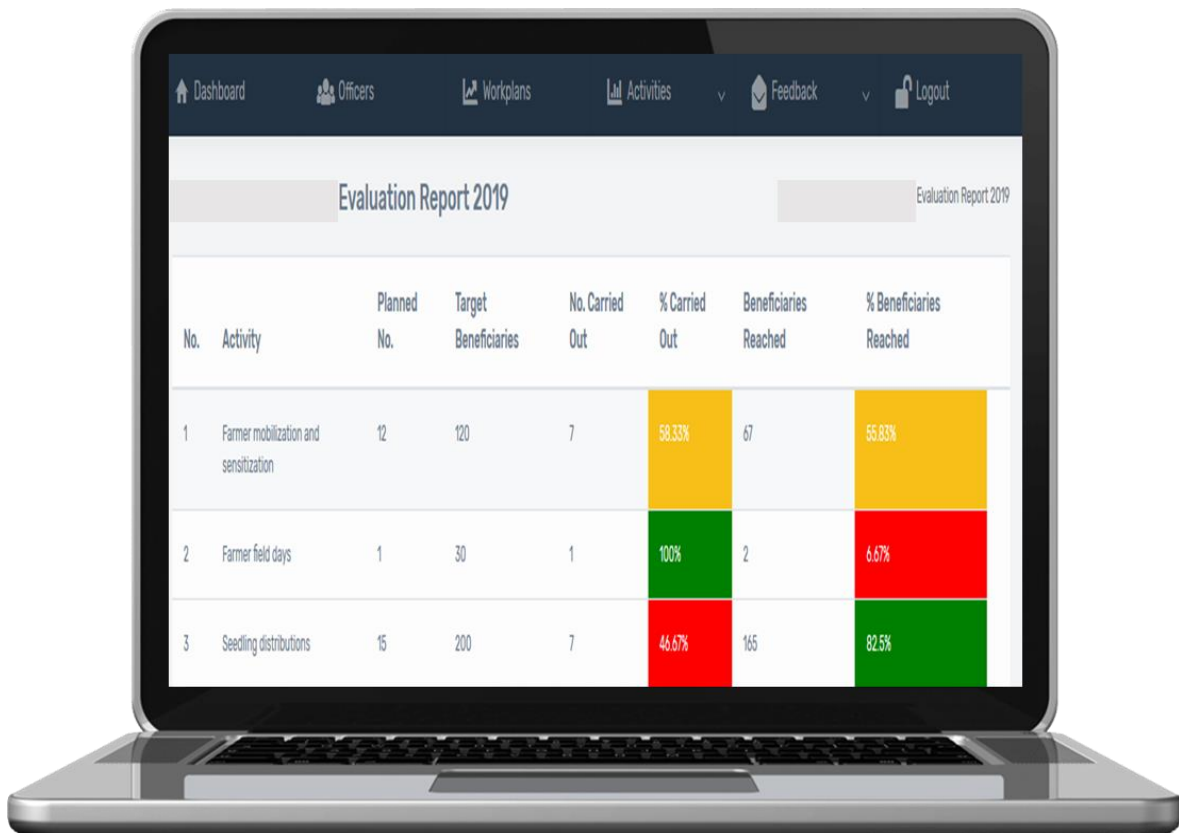 Dashboard Officers Workplans Activities Feedback Logout
Evaluation Report 2019 Evaluation Report 2019
Planned Target No. Carried % Carried Beneficiaries % Beneficiaries
No. Activity No. Beneficiaries Out Out Reached Reached
1 Farmer mobilization and 12 120 7 58.33% 67 55.83%
sensitization
2 Farmer field days 1 30 1 100% 2 6.67%
3 Seedling distributions 15 200 7 46.67% 165 82.5%